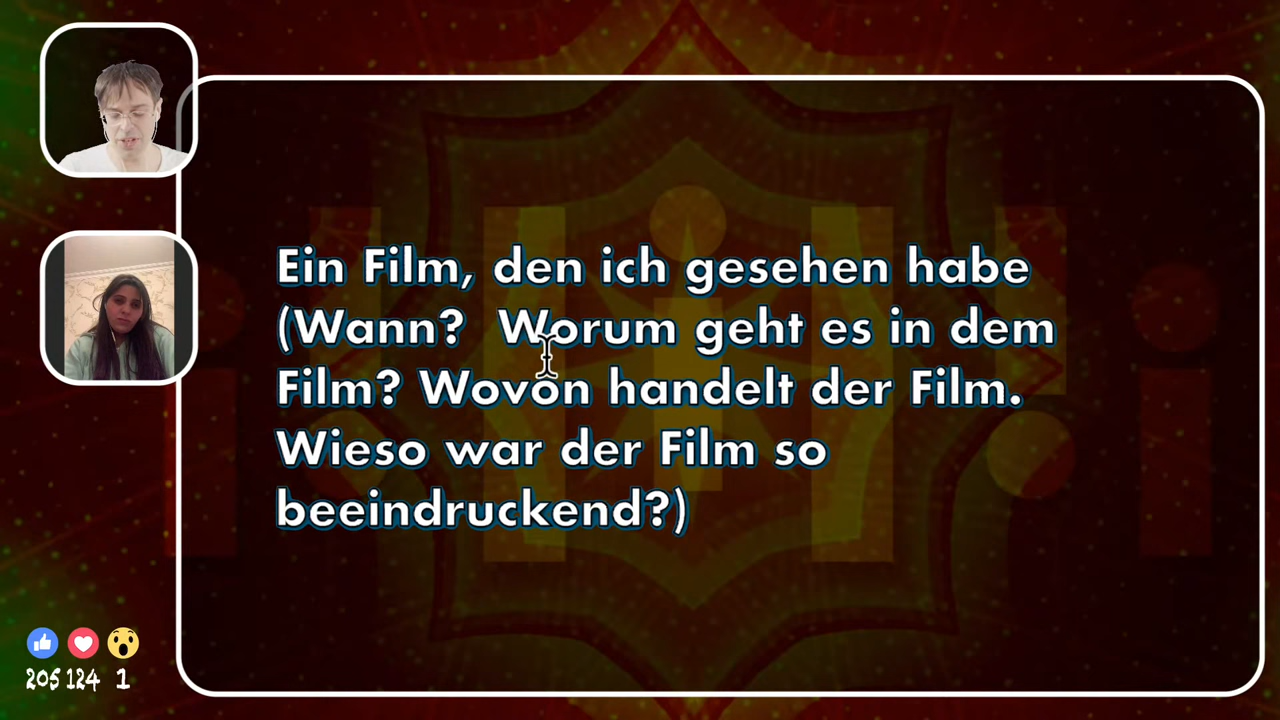 Ein Film, den ich gesehen habe
(Wann?  Worum geht es in dem
Film? Wovon handelt der Film.
Wieso war der Film so
beeindruckend?)
205 124 1